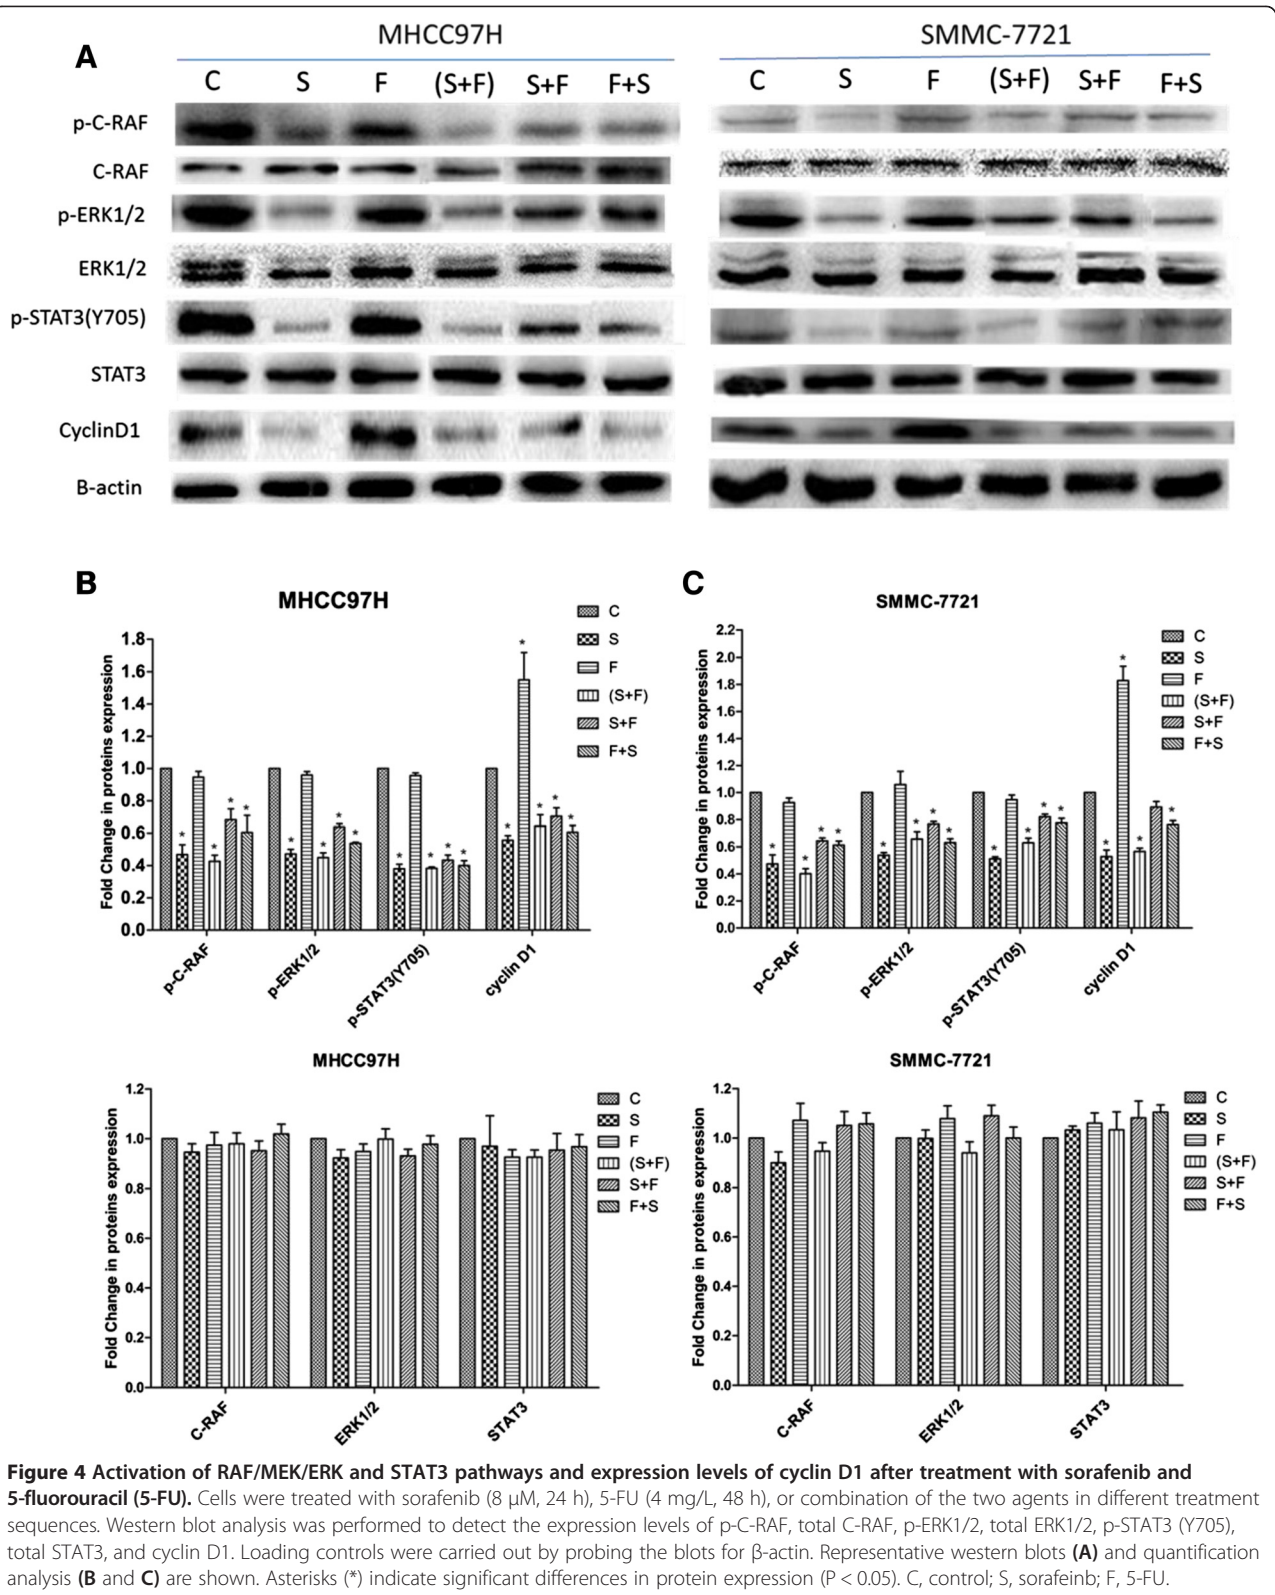 A
MHCC97H
SMMC-7721
C S F (S+F) S+F F+S
C S F (S+F) S+F F+S
p-C-RAF
C-RAF
p-ERK1/2
ERK1/2
p-STAT3(Y705)
STAT3
CyclinD1
B-actin
B
MHCC97H
Fold Change in proteins expression
1.8
1.6
1.4
1.2
1.0
0.8
0.6
0.4
0.2
0.0
* * * * * * * * * * * * * * * * *
C
S
F
(S+F)
S+F
F+S
p-C-RAF p-ERK1/2 p-STAT3(Y705) cyclin D1
C
SMMC-7721
Fold Change in proteins expression
2.2
2.0
1.8
1.6
1.4
1.2
1.0
0.8
0.6
0.4
0.2
0.0
* * * * * * * * * * * * * * * *
C
S
F
(S+F)
S+F
F+S
p-C-RAF p-ERK1/2 p-STAT3(Y705) cyclin D1
MHCC97H
Fold Change in proteins expression
1.2
1.0
0.8
0.6
0.4
0.2
0.0
C
S
F
(S+F)
S+F
F+S
C-RAF ERK1/2 STAT3
SMMC-7721
Fold Change in proteins expression
1.2
1.0
0.8
0.6
0.4
0.2
0.0
C
S
F
(S+F)
S+F
F+S
C-RAF ERK1/2 STAT3
Figure 4 Activation of RAF/MEK/ERK and STAT3 pathways and expression levels of cyclin D1 after treatment with sorafenib and
5-fluorouracil (5-FU). Cells were treated with sorafenib (8 μM, 24 h), 5-FU (4 mg/L, 48 h), or combination of the two agents in different treatment
sequences. Western blot analysis was performed to detect the expression levels of p-C-RAF, total C-RAF, p-ERK1/2, total ERK1/2, p-STAT3 (Y705),
total STAT3, and cyclin D1. Loading controls were carried out by probing the blots for β-actin. Representative western blots (A) and quantification
analysis (B and C) are shown. Asterisks (*) indicate significant differences in protein expression (P < 0.05). C, control; S, sorafeinb; F, 5-FU.